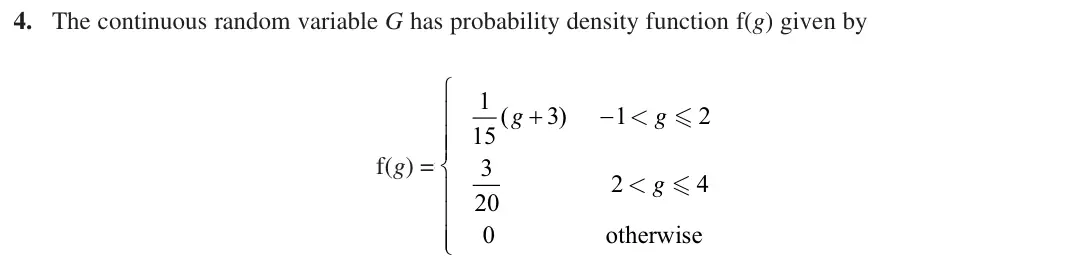 4. The continuous random variable G has probability density function f(g) given by
f(g) = { 1/15 (g + 3) −1 < g ⩽ 2
3/20 2 < g ⩽ 4
0 otherwise